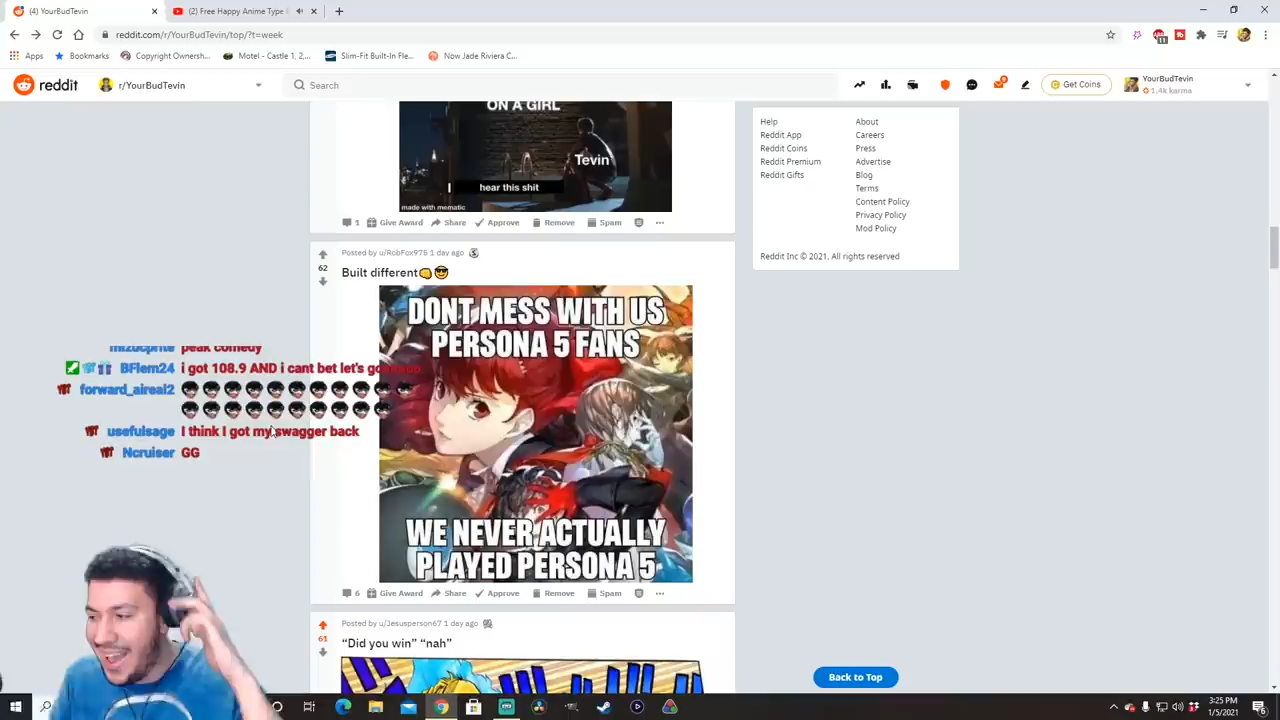 (4) YourBudTevin
(2) Free Happy Anime Type
reddit.com/r/YourBudTevin/top/?t=week
Apps
Copyright Ownersh...
Motel - Castle 1, 2,...
Slim-Fit Built-In Fle...
Now Jade Riviera C...
reddit
r/YourBudTevin
Search
Get Coins
YourBudTevin
1.4k karma
ON A GIRL
Tevin
I hear this shit
made with mematic
1 Give Award Share Approve Remove Spam
Help
About
Reddit App
Careers
Reddit Coins
Press
Reddit Premium
Advertise
Reddit Gifts
Blog
Terms
Content Policy
Privacy Policy
Mod Policy
Reddit Inc © 2021. All rights reserved
Posted by u/RobFox975 1 day ago
62
Built different👊😎
DONT MESS WITH US
PERSONA 5 FANS
WE NEVER ACTUALLY
PLAYED PERSONA 5
6 Give Award Share Approve Remove Spam
mizucprite peak comedy
BFlem24 i got 108.9 AND i cant bet let's go
forward_aireal2
usefulsage I think I got my swagger back
Ncruiser GG
Posted by u/Jesusperson67 1 day ago
61
“Did you win” “nah”
Back to Top
3:25 PM
1/5/2021